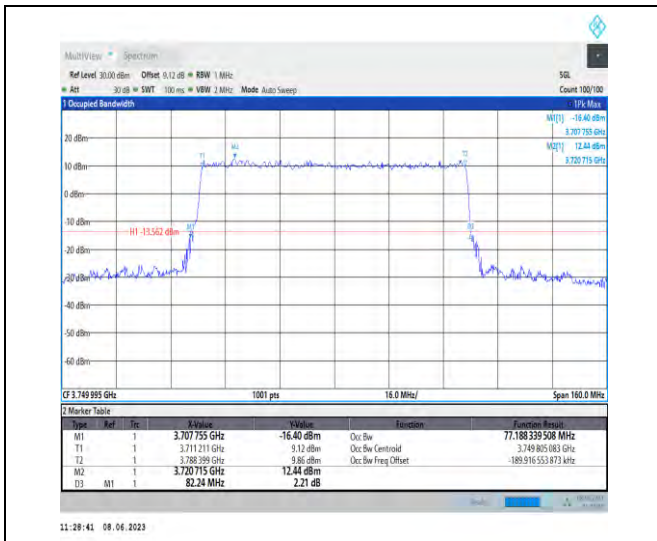 MultiView Spectrum
Ref Level 30.00 dBm Offset 9.12 dB RBW 1 MHz SGL
Att 30 dB SWT 100 ms VBW 2 MHz Mode Auto Sweep Count 100/100
1 Occupied Bandwidth 1Pk Max
M1[1] -16.40 dBm
3.707 755 GHz
M2[1] 12.44 dBm
3.720 715 GHz
20 dBm
10 dBm
0 dBm
-10 dBm
H1 -13.562 dBm
-30 dBm
-40 dBm
-50 dBm
-60 dBm
T1
M2
T2
M1
CF 3.749 995 GHz 1001 pts 16.0 MHz/ Span 160.0 MHz
2 Marker Table
Type Ref Trc X-Value Y-Value Function Function Result
M1 1 3.707 755 GHz -16.40 dBm Occ Bw 77.188 339 508 MHz
T1 1 3.711 211 GHz 9.12 dBm Occ Bw Centroid 3.749 805 083 GHz
T2 1 3.788 399 GHz 9.86 dBm Occ Bw Freq Offset -189.916 553 873 kHz
M2 1 3.720 715 GHz 12.44 dBm
D3 M1 1 82.24 MHz 2.21 dB
11:28:41 08.06.2023